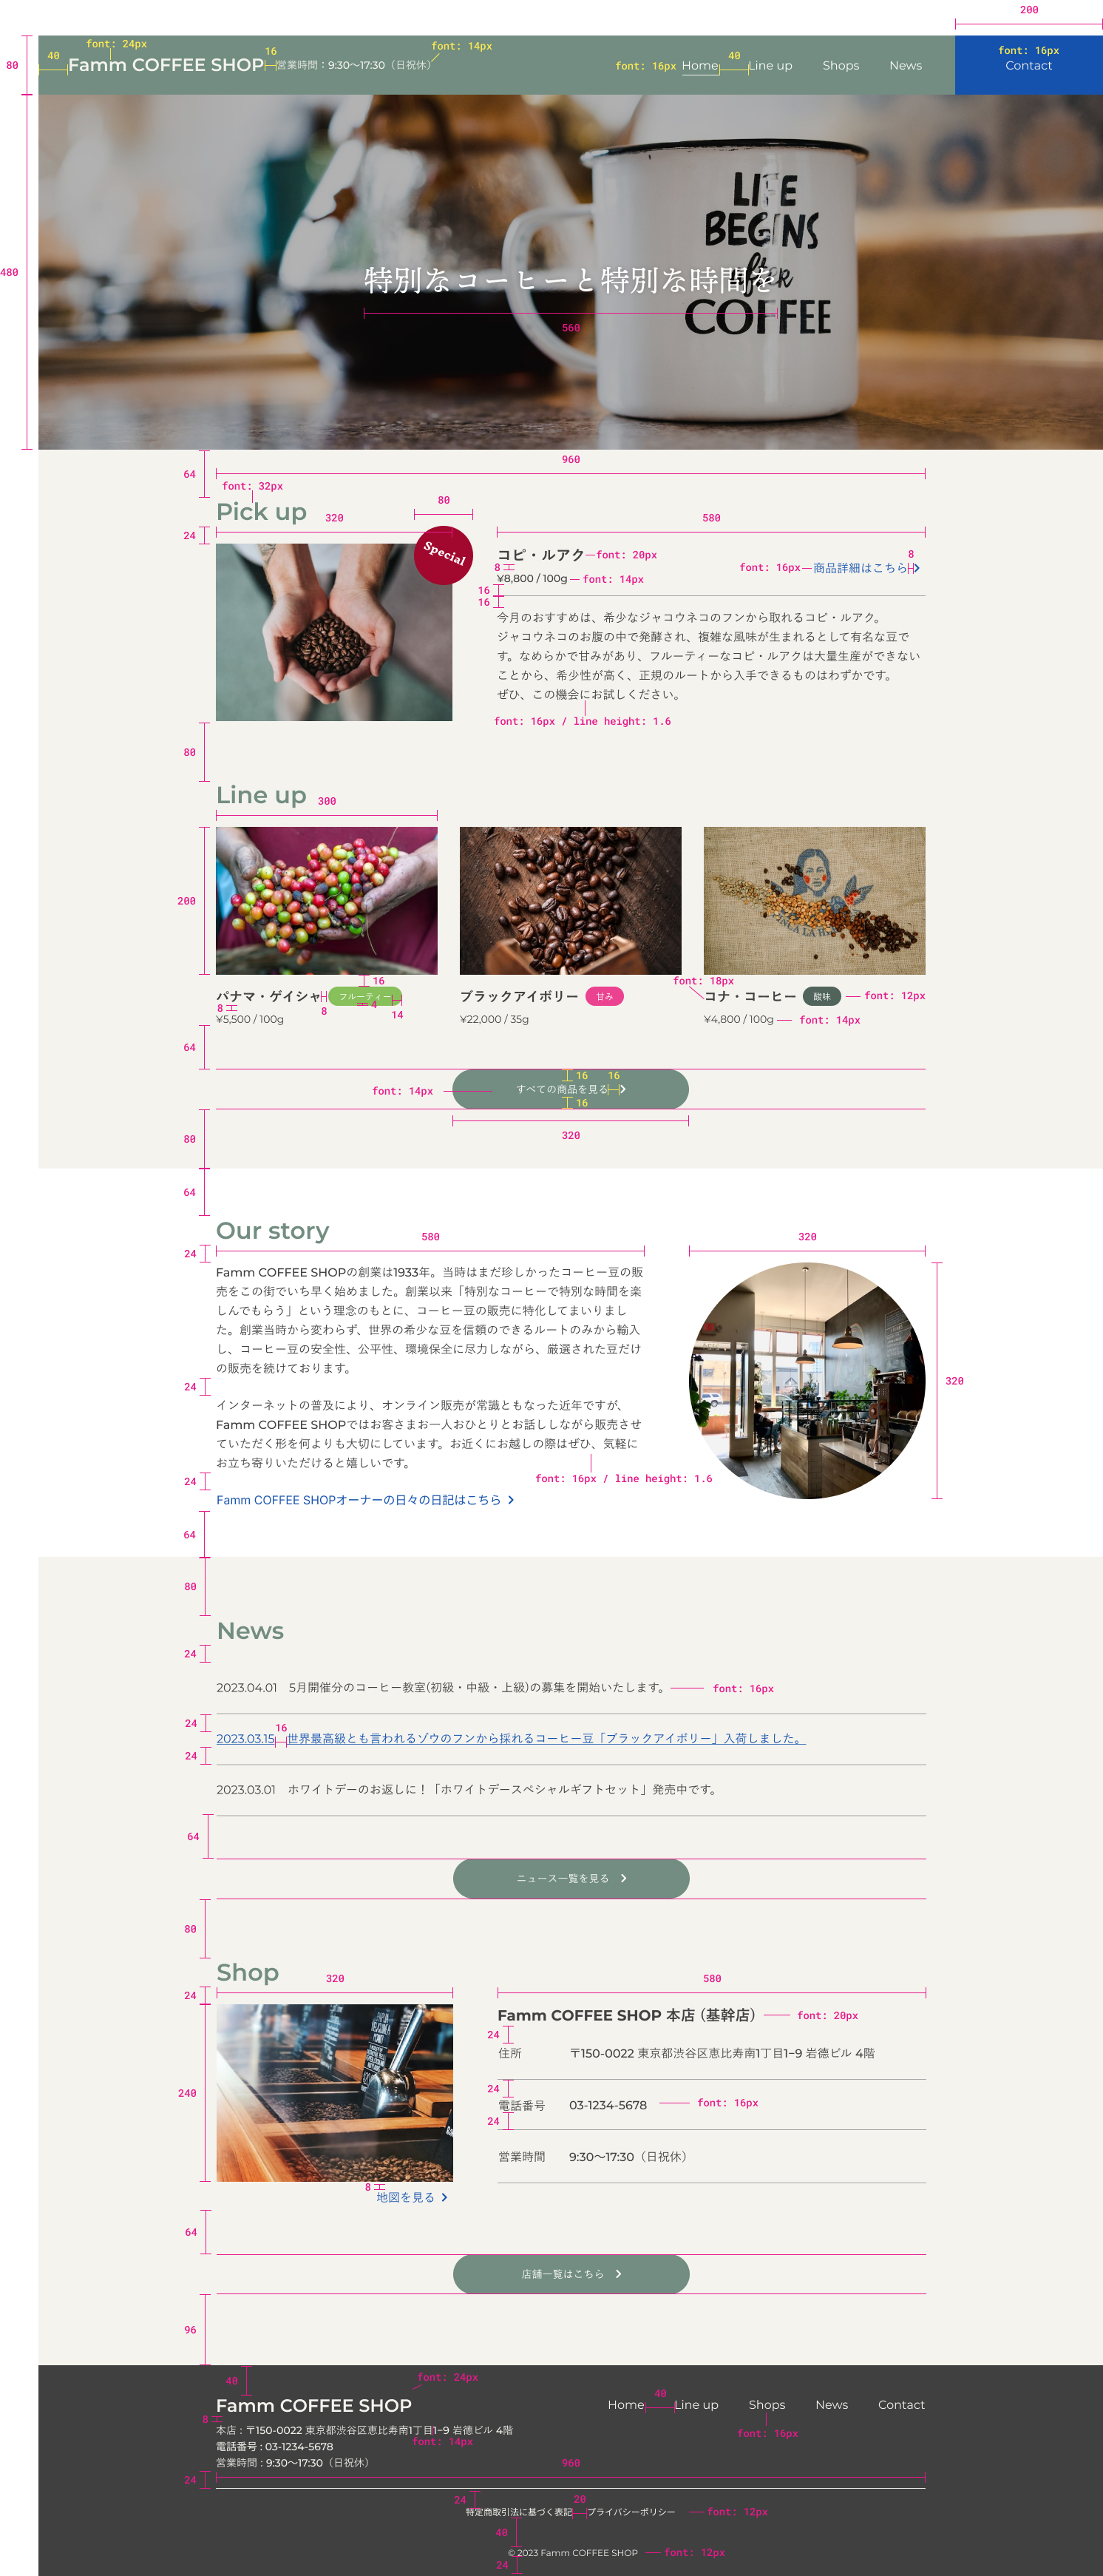 200
80
40
font: 24px
16
font: 14px
40
font: 16px
font: 16px
Famm COFFEE SHOP
営業時間：9:30〜17:30（日祝休）
Home
Line up
Shops
News
Contact
480
LIFE
BEGINS
after
COFFEE
特別なコーヒーと特別な時間を
560
64
960
font: 32px
Pick up
24
320
80
580
Special
コピ・ルアク
font: 20px
8
¥8,800 / 100g
font: 14px
font: 16px
商品詳細はこちら
8
16
16
今月のおすすめは、希少なジャコウネコのフンから取れるコピ・ルアク。
ジャコウネコのお腹の中で発酵され、複雑な風味が生まれるとして有名な豆で
す。なめらかで甘みがあり、フルーティーなコピ・ルアクは大量生産ができない
ことから、希少性が高く、正規のルートから入手できるものはわずかです。
ぜひ、この機会にお試しください。
font: 16px / line height: 1.6
80
Line up
300
200
16
パナマ・ゲイシャ
フルーティー
8
8
4
14
¥5,500 / 100g
ブラックアイボリー
甘み
¥22,000 / 35g
font: 18px
コナ・コーヒー
酸味
font: 12px
¥4,800 / 100g
font: 14px
64
font: 14px
すべての商品を見る
16
16
16
320
80
64
Our story
24
580
320
Famm COFFEE SHOPの創業は1933年。当時はまだ珍しかったコーヒー豆の販
売をこの街でいち早く始めました。創業以来「特別なコーヒーで特別な時間を楽
しんでもらう」という理念のもとに、コーヒー豆の販売に特化してまいりまし
た。創業当時から変わらず、世界の希少な豆を信頼のできるルートのみから輸入
し、コーヒー豆の安全性、公平性、環境保全に尽力しながら、厳選された豆だけ
の販売を続けております。
320
24
インターネットの普及により、オンライン販売が常識ともなった近年ですが、
Famm COFFEE SHOPではお客さまお一人おひとりとお話ししながら販売させ
ていただく形を何よりも大切にしています。お近くにお越しの際はぜひ、気軽に
お立ち寄りいただけると嬉しいです。
font: 16px / line height: 1.6
24
Famm COFFEE SHOPオーナーの日々の日記はこちら
64
80
News
24
2023.04.01 5月開催分のコーヒー教室(初級・中級・上級)の募集を開始いたします。
font: 16px
24
16
2023.03.15 世界最高級とも言われるゾウのフンから採れるコーヒー豆「ブラックアイボリー」入荷しました。
24
2023.03.01 ホワイトデーのお返しに！「ホワイトデースペシャルギフトセット」発売中です。
64
ニュース一覧を見る
80
Shop
24
320
580
Famm COFFEE SHOP 本店 (基幹店)
font: 20px
24
住所 〒150-0022 東京都渋谷区恵比寿南1丁目1−9 岩徳ビル 4階
240
24
電話番号 03-1234-5678
font: 16px
24
営業時間 9:30〜17:30（日祝休）
8
地図を見る
64
店舗一覧はこちら
96
40
font: 24px
Famm COFFEE SHOP
Home
40
Line up
Shops
News
Contact
8
本店 : 〒150-0022 東京都渋谷区恵比寿南1丁目1−9 岩徳ビル 4階
font: 14px
font: 16px
電話番号 : 03-1234-5678
営業時間 : 9:30〜17:30（日祝休）
960
24
24
特定商取引法に基づく表記
20
プライバシーポリシー
font: 12px
40
© 2023 Famm COFFEE SHOP
font: 12px
24